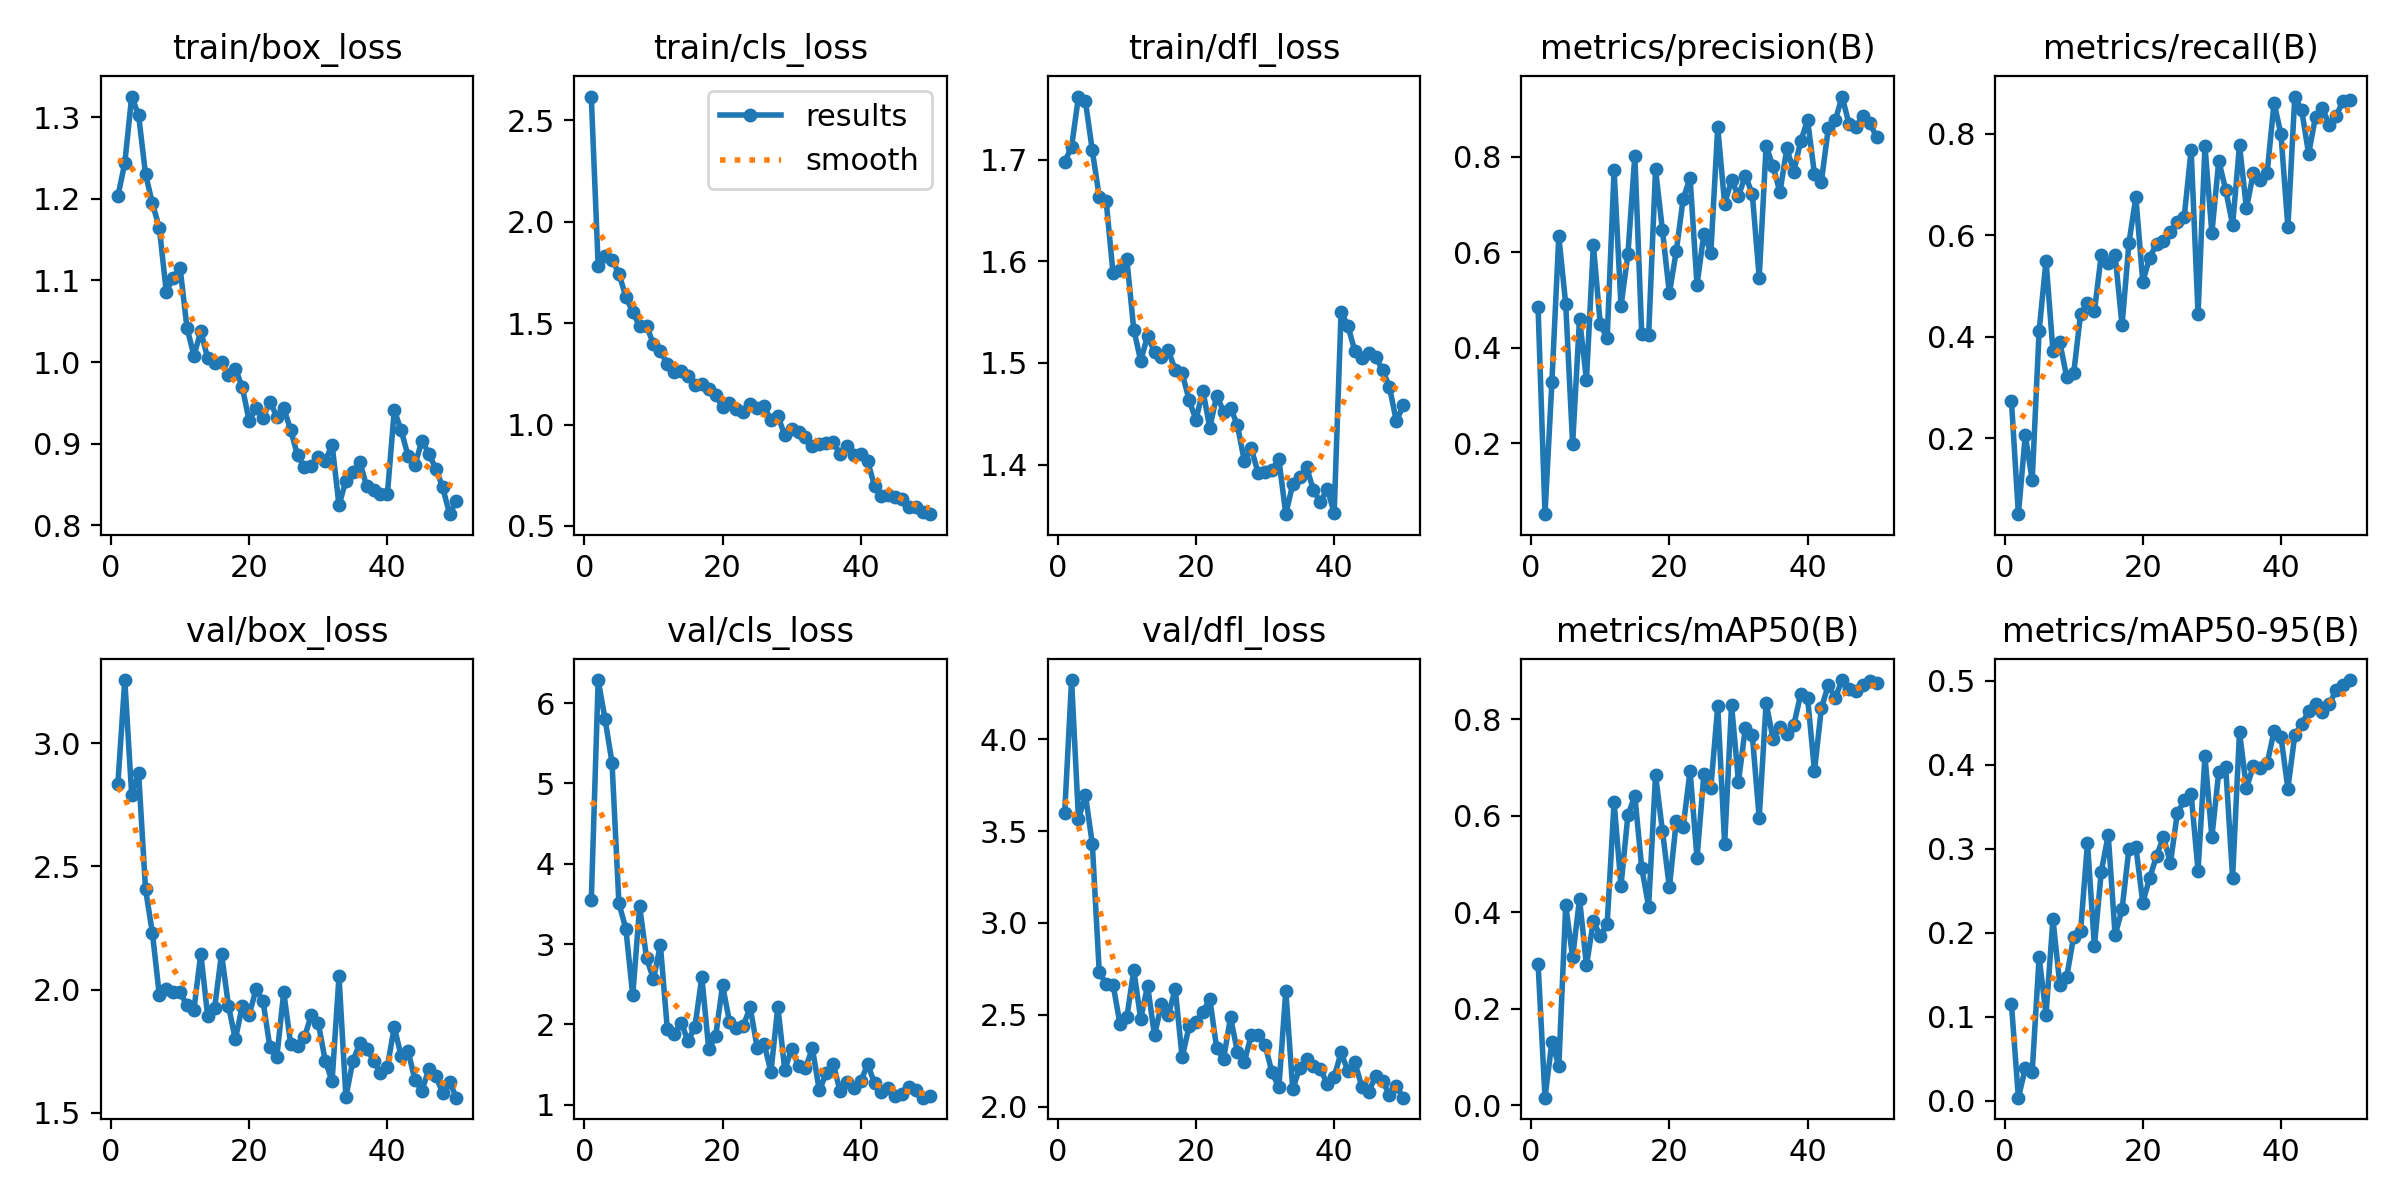 train/box_loss
1.3
1.2
1.1
1.0
0.9
0.8
0 20 40
train/cls_loss
results
smooth
2.5
2.0
1.5
1.0
0.5
0 20 40
train/dfl_loss
1.7
1.6
1.5
1.4
0 20 40
metrics/precision(B)
0.8
0.6
0.4
0.2
0 20 40
metrics/recall(B)
0.8
0.6
0.4
0.2
0 20 40
val/box_loss
3.0
2.5
2.0
1.5
0 20 40
val/cls_loss
6
5
4
3
2
1
0 20 40
val/dfl_loss
4.0
3.5
3.0
2.5
2.0
0 20 40
metrics/mAP50(B)
0.8
0.6
0.4
0.2
0.0
0 20 40
metrics/mAP50-95(B)
0.5
0.4
0.3
0.2
0.1
0.0
0 20 40